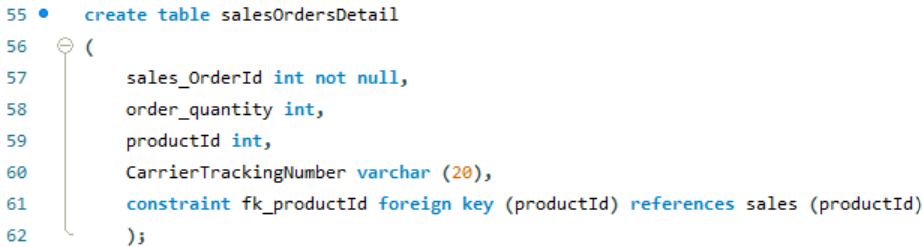 55 create table salesOrdersDetail
56 (
57 sales_OrderId int not null,
58 order_quantity int,
59 productId int,
60 CarrierTrackingNumber varchar (20),
61 constraint fk_productId foreign key (productId) references sales (productId)
62 );